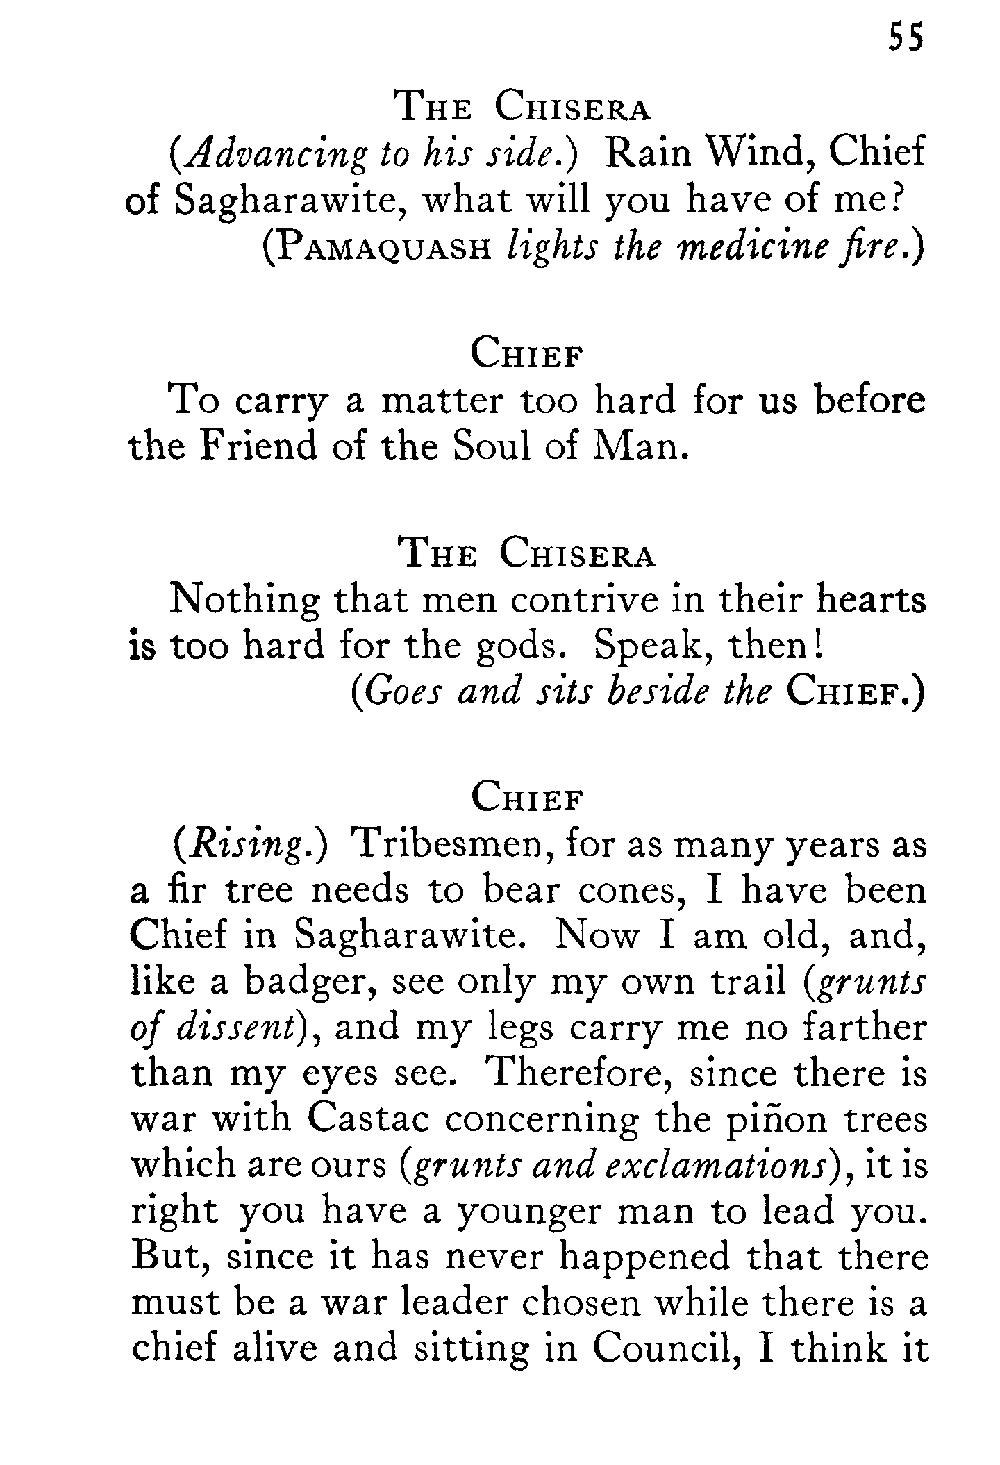 55
The Chisera
(Advancing to his side.) Rain Wind, Chief
of Sagharawite, what will you have of me?
(Pamaquash lights the medicine fire.)
Chief
To carry a matter too hard for us before
the Friend of the Soul of Man.
The Chisera
Nothing that men contrive in their hearts
is too hard for the gods. Speak, then!
(Goes and sits beside the Chief.)
Chief
(Rising.) Tribesmen, for as many years as
a fir tree needs to bear cones, I have been
Chief in Sagharawite. Now I am old, and,
like a badger, see only my own trail (grunts
of dissent), and my legs carry me no farther
than my eyes see. Therefore, since there is
war with Castac concerning the piñon trees
which are ours (grunts and exclamations), it is
right you have a younger man to lead you.
But, since it has never happened that there
must be a war leader chosen while there is a
chief alive and sitting in Council, I think it